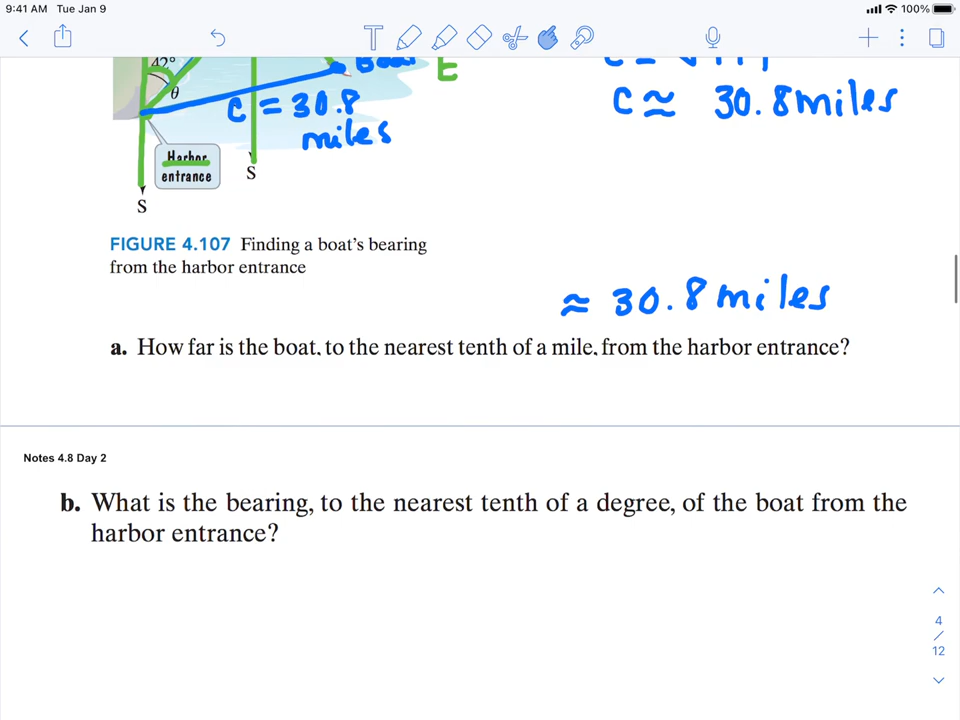 9:41 AM Tue Jan 9
100%
42°
E
θ
C = 30.8
miles
C ≈ 30.8 miles
Harbor
entrance
S
S
FIGURE 4.107 Finding a boat's bearing
from the harbor entrance
≈ 30.8 miles
a. How far is the boat, to the nearest tenth of a mile, from the harbor entrance?
Notes 4.8 Day 2
b. What is the bearing, to the nearest tenth of a degree, of the boat from the
harbor entrance?
4
/
12